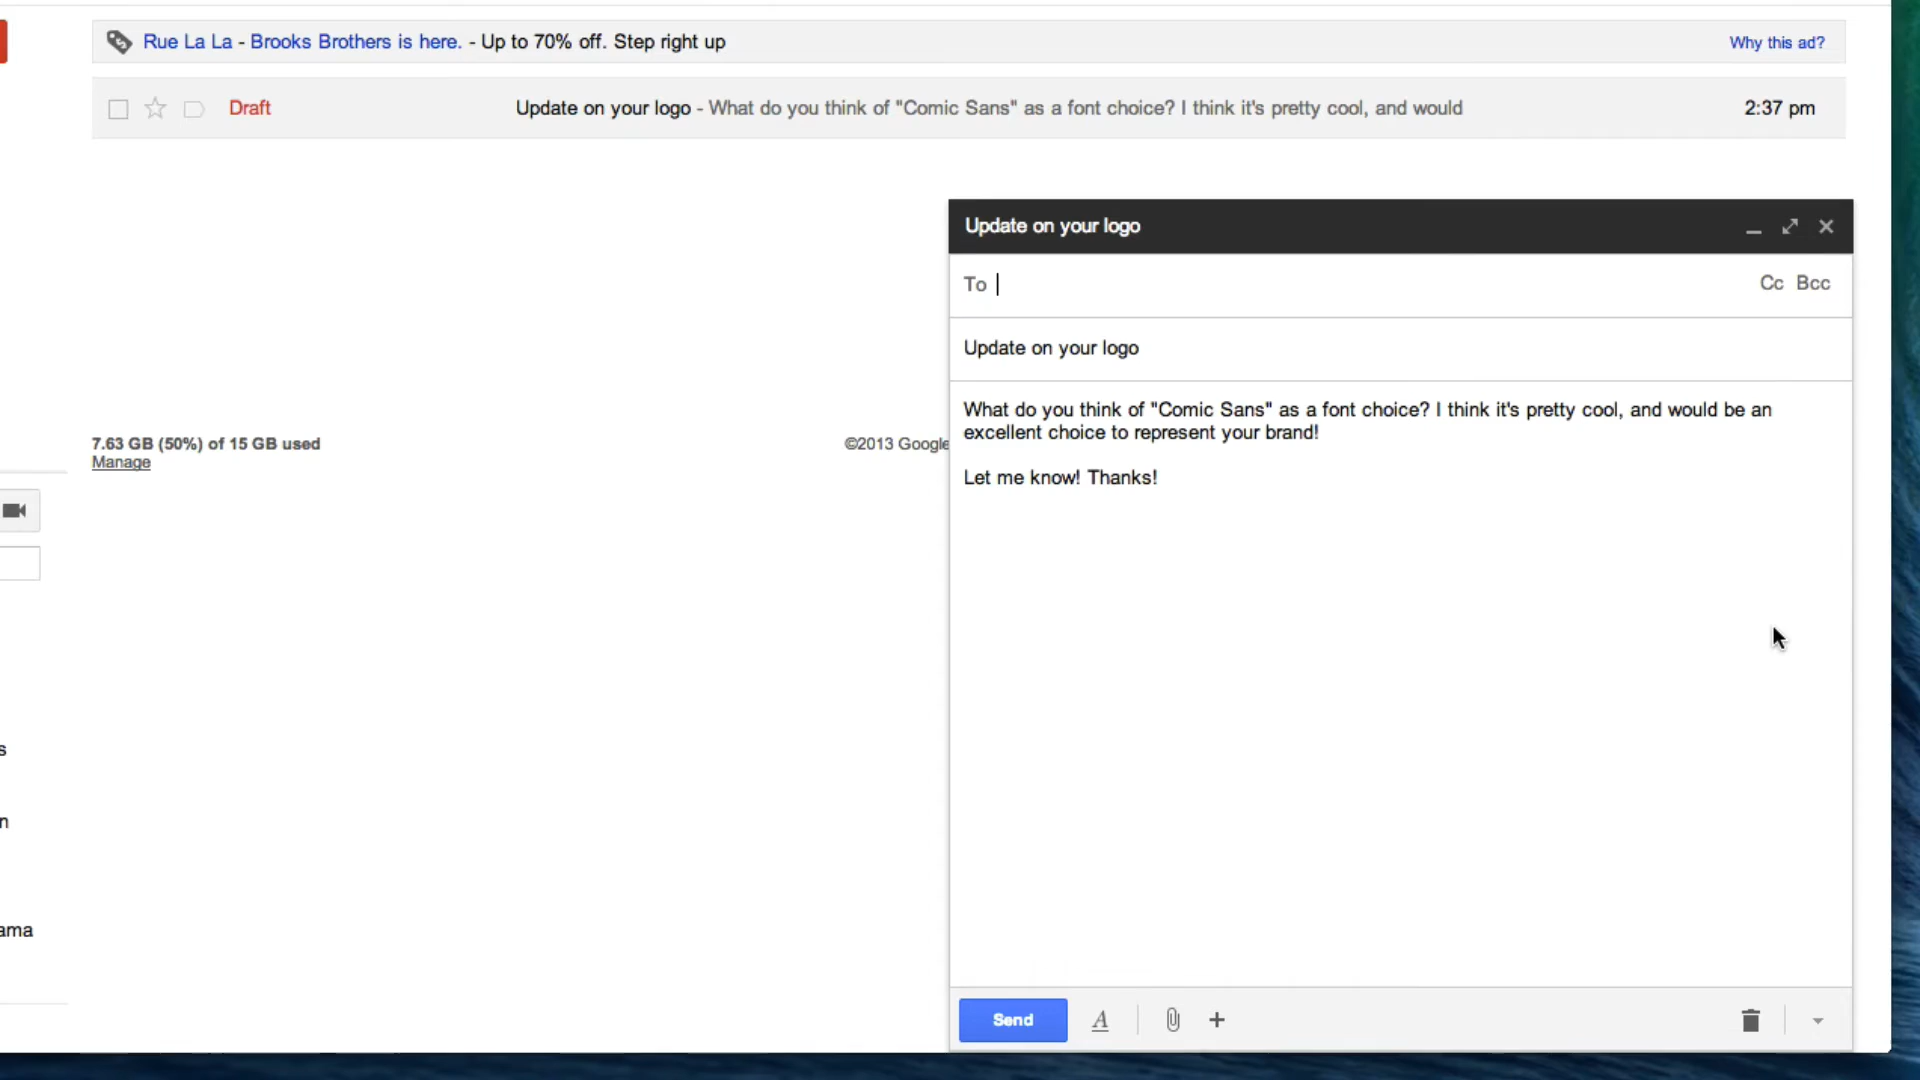 Rue La La - Brooks Brothers is here. - Up to 70% off. Step right up
Why this ad?
Draft
Update on your logo - What do you think of "Comic Sans" as a font choice? I think it's pretty cool, and would
2:37 pm
Update on your logo
To
Cc Bcc
Update on your logo
What do you think of "Comic Sans" as a font choice? I think it's pretty cool, and would be an
excellent choice to represent your brand!
Let me know! Thanks!
7.63 GB (50%) of 15 GB used
Manage
©2013 Google
s
n
ama
Send
A